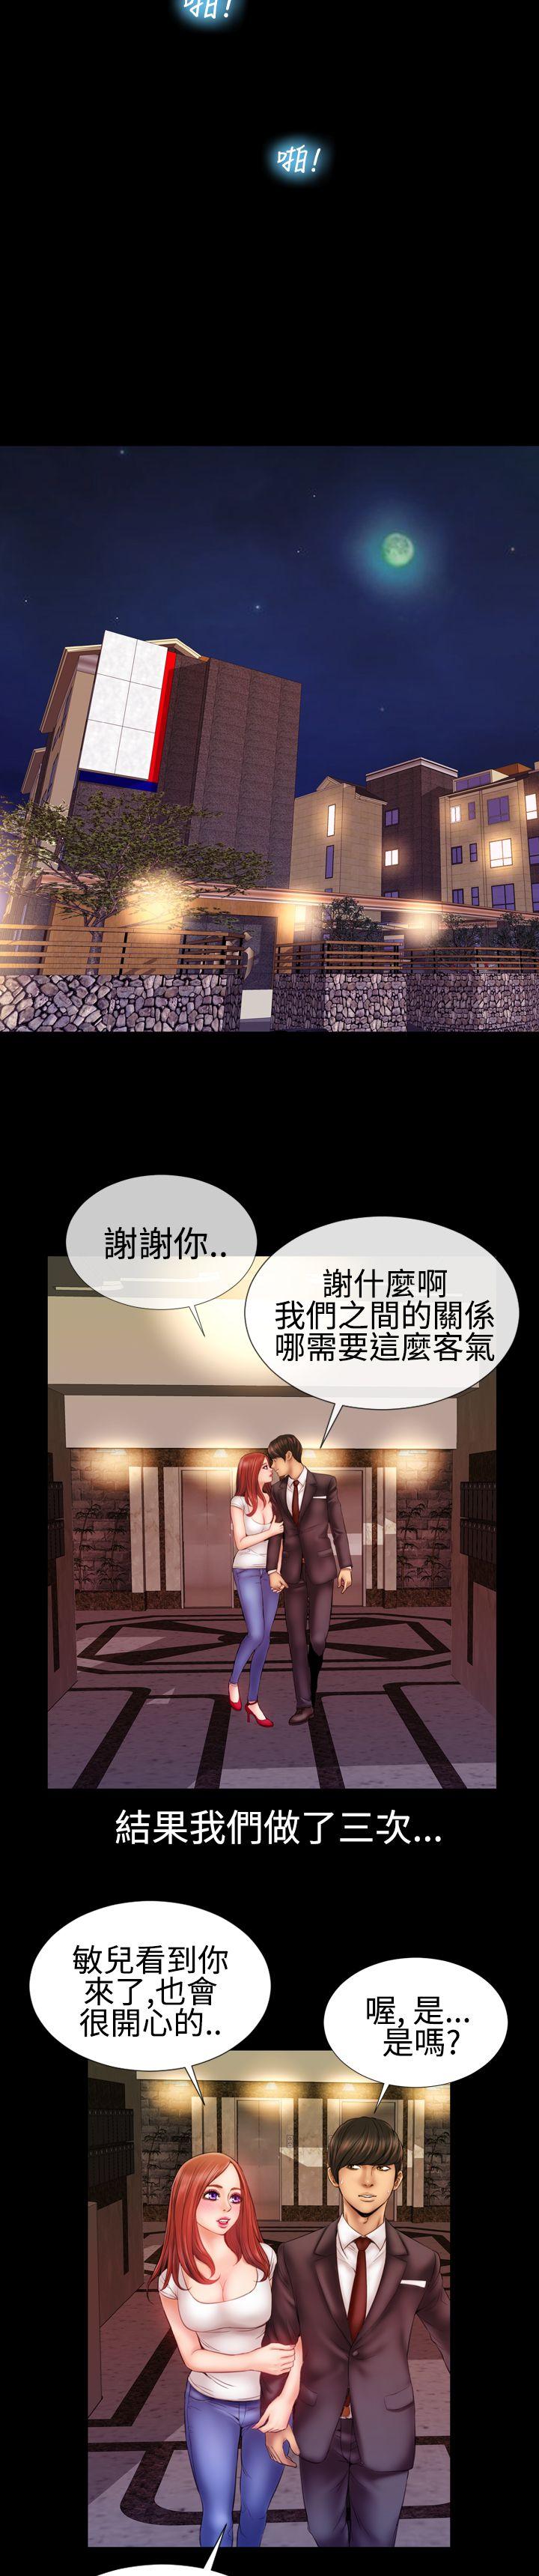 啪!
啪!
謝謝你..
謝什麼啊
我們之間的關係
哪需要這麼客氣
結果我們做了三次...
敏兒看到你
來了,也會
很開心的..
喔, 是...
是嗎?